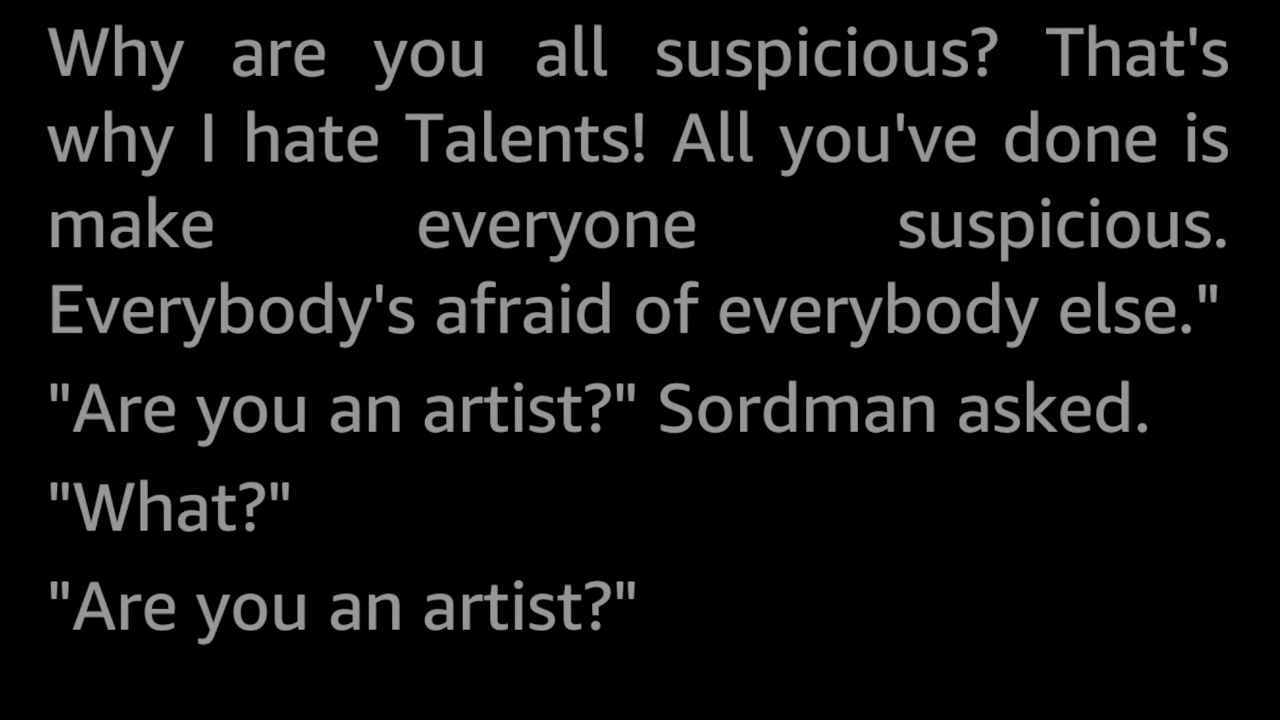 Why are you all suspicious? That's
why I hate Talents! All you've done is
make everyone suspicious.
Everybody's afraid of everybody else."
"Are you an artist?" Sordman asked.
"What?"
"Are you an artist?"